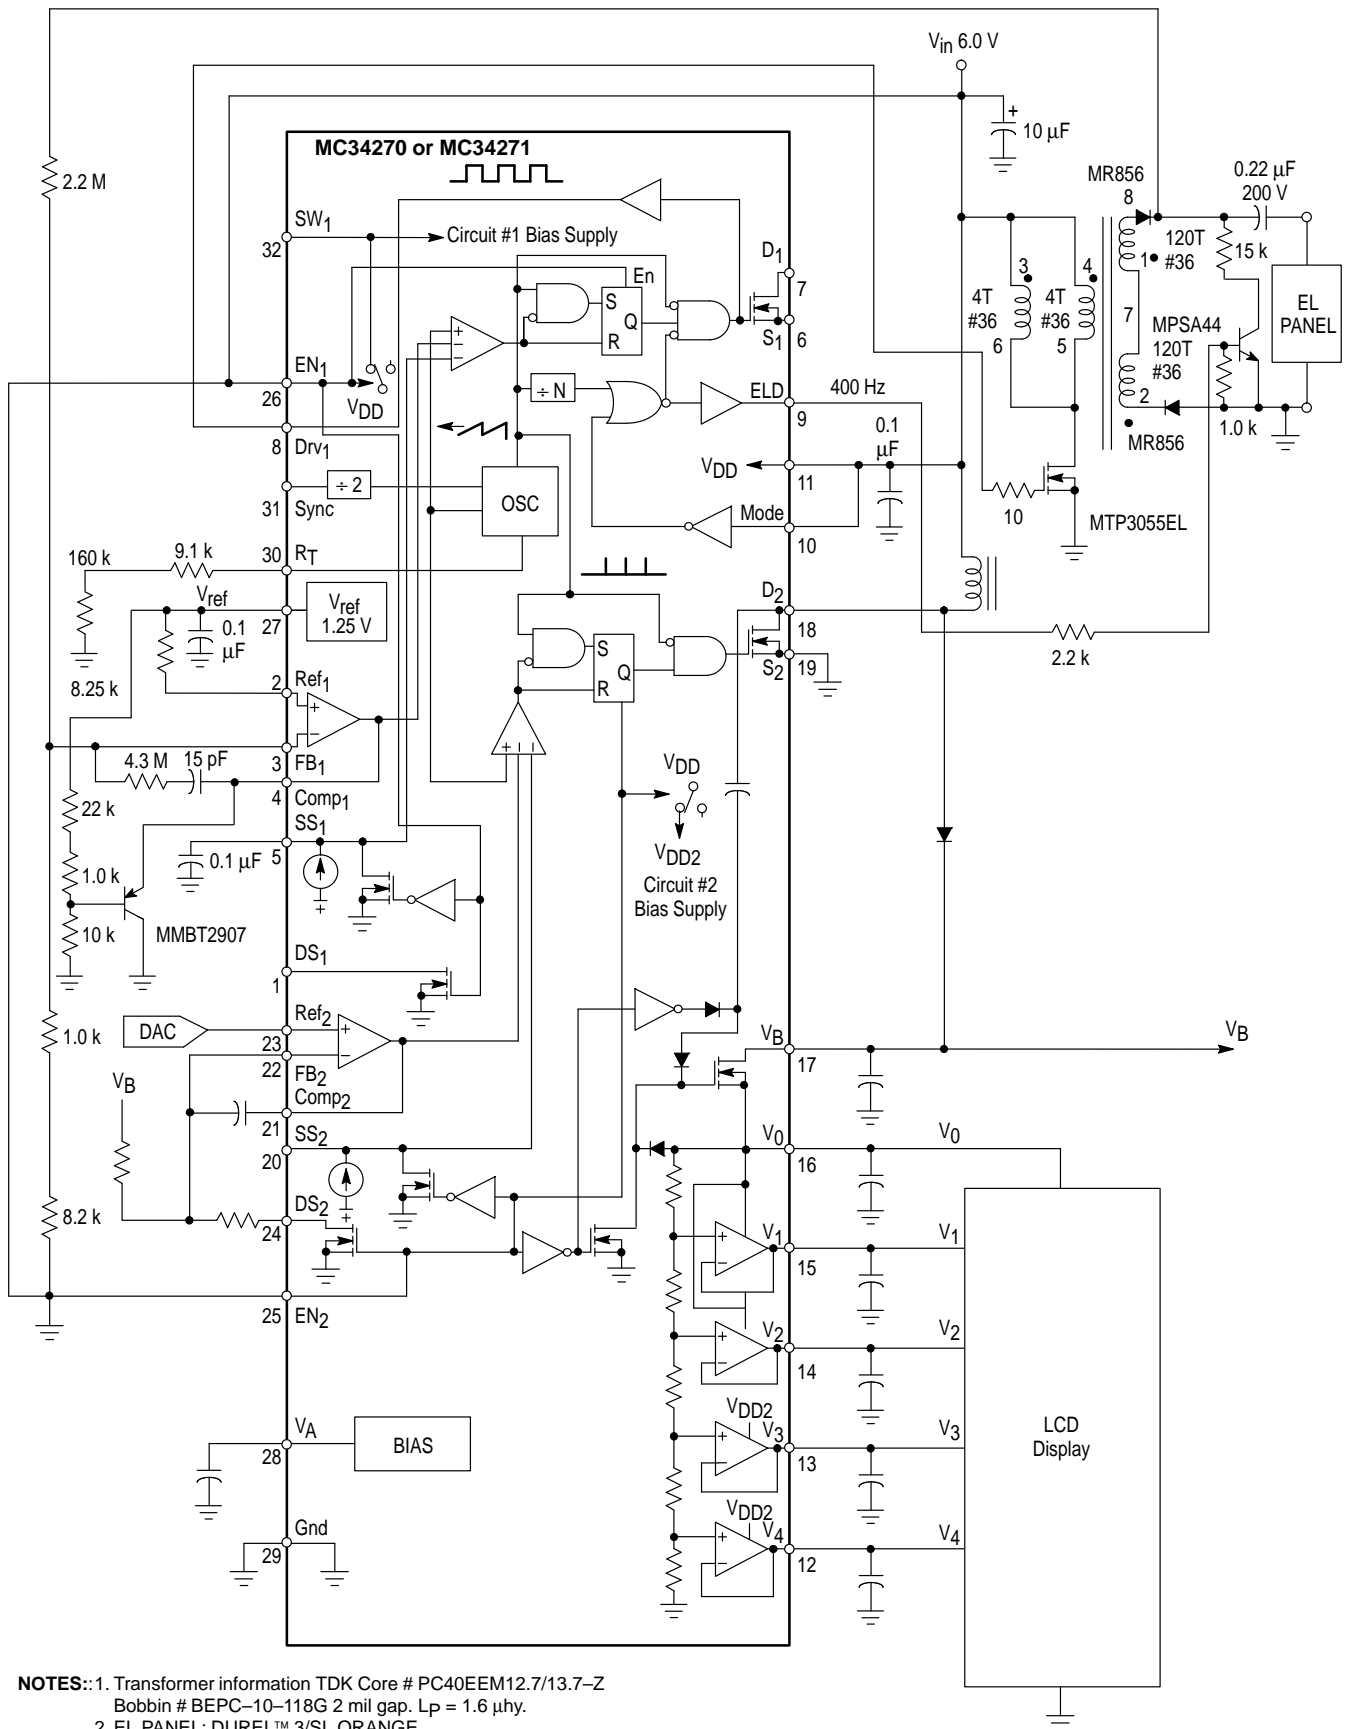 Vin 6.0 V
+
10 µF
MC34270 or MC34271
2.2 M
MR856
8
0.22 µF
200 V
SW1
32
Circuit #1 Bias Supply
120T
#36
1
15 k
D1
7
En
S
Q
R
S1
6
3
4T
#36
6
4
4T
#36
5
7
EL
PANEL
MPSA44
120T
#36
2
1.0 k
MR856
+
−
−
EN1
26
VDD
÷ N
ELD
9
400 Hz
8
Drv1
0.1
µF
VDD
11
÷ 2
31
Sync
OSC
Mode
10
10
MTP3055EL
160 k
9.1 k
30
RT
Vref
27
Vref
1.25 V
0.1
µF
D2
18
S
Q
R
S2
19
2.2 k
8.25 k
2
Ref1
+
−
3
FB1
4.3 M
15 pF
4
Comp1
+
−
−
22 k
SS1
5
0.1 µF
VDD
VDD2
Circuit #2
Bias Supply
1.0 k
+
10 k
MMBT2907
DS1
1
DAC
Ref2
23
+
−
22
FB2
1.0 k
VB
17
VB
VB
Comp2
21
SS2
20
V0
16
V0
+
8.2 k
DS2
24
+
−
V1
15
V1
25
EN2
+
−
V2
14
V2
VA
28
BIAS
VDD2
+
−
V3
13
V3
LCD
Display
Gnd
29
VDD2
+
−
V4
12
V4
NOTES::1. Transformer information TDK Core # PC40EEM12.7/13.7–Z
Bobbin # BEPC–10–118G 2 mil gap. LP = 1.6 µhy.
2. EL PANEL: DUREL™ 3/SL ORANGE